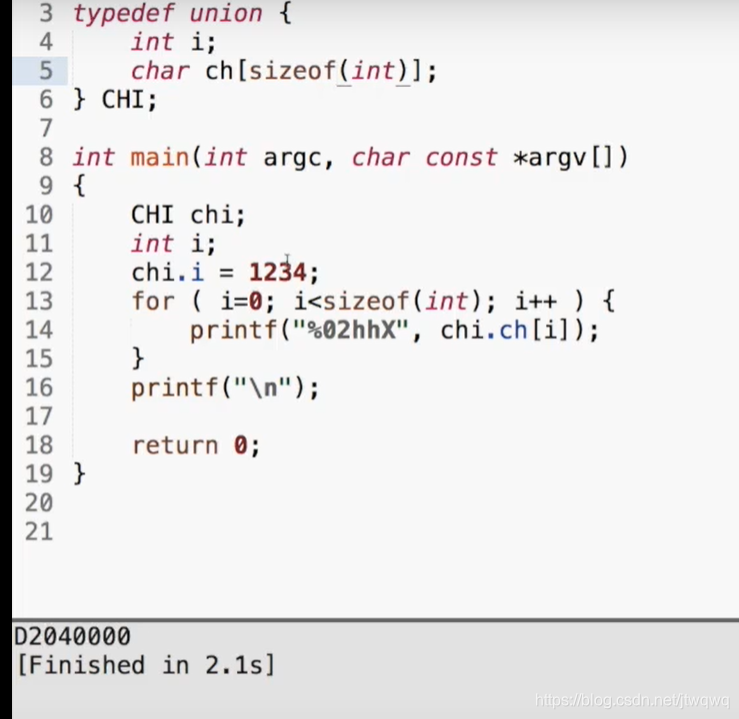 3 typedef union {
4     int i;
5     char ch[sizeof(int)];
6 } CHI;
7
8 int main(int argc, char const *argv[])
9 {
10     CHI chi;
11     int i;
12     chi.i = 1234;
13     for ( i=0; i<sizeof(int); i++ ) {
14         printf("%02hhX", chi.ch[i]);
15     }
16     printf("\n");
17
18     return 0;
19 }
20
21
D2040000
[Finished in 2.1s]
https://blog.csdn.net/jtwqwq